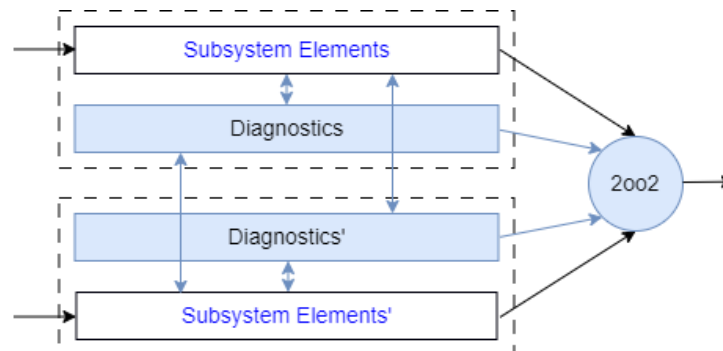 Subsystem Elements
Diagnostics
2oo2
Diagnostics'
Subsystem Elements'